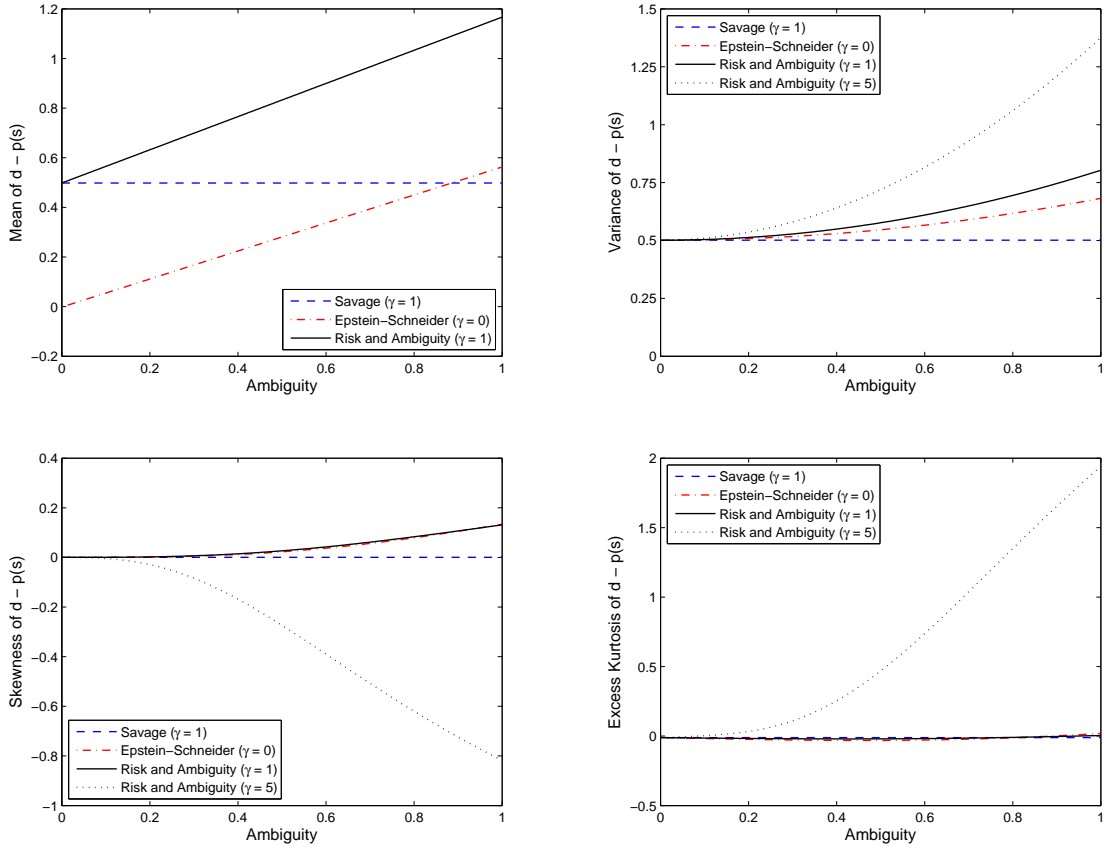 1.2
1
0.8
0.6
0.4
0.2
0
−0.2
Mean of d − p(s)
Savage (γ = 1)
Epstein−Schneider (γ = 0)
Risk and Ambiguity (γ = 1)
0 0.2 0.4 0.6 0.8 1
Ambiguity
1.5
1.25
1
0.75
0.5
0.25
0
Variance of d − p(s)
Savage (γ = 1)
Epstein−Schneider (γ = 0)
Risk and Ambiguity (γ = 1)
Risk and Ambiguity (γ = 5)
0 0.2 0.4 0.6 0.8 1
Ambiguity
0.4
0.2
0
−0.2
−0.4
−0.6
−0.8
−1
Skewness of d − p(s)
Savage (γ = 1)
Epstein−Schneider (γ = 0)
Risk and Ambiguity (γ = 1)
Risk and Ambiguity (γ = 5)
0 0.2 0.4 0.6 0.8 1
Ambiguity
2
1.5
1
0.5
0
−0.5
Excess Kurtosis of d − p(s)
Savage (γ = 1)
Epstein−Schneider (γ = 0)
Risk and Ambiguity (γ = 1)
Risk and Ambiguity (γ = 5)
0 0.2 0.4 0.6 0.8 1
Ambiguity